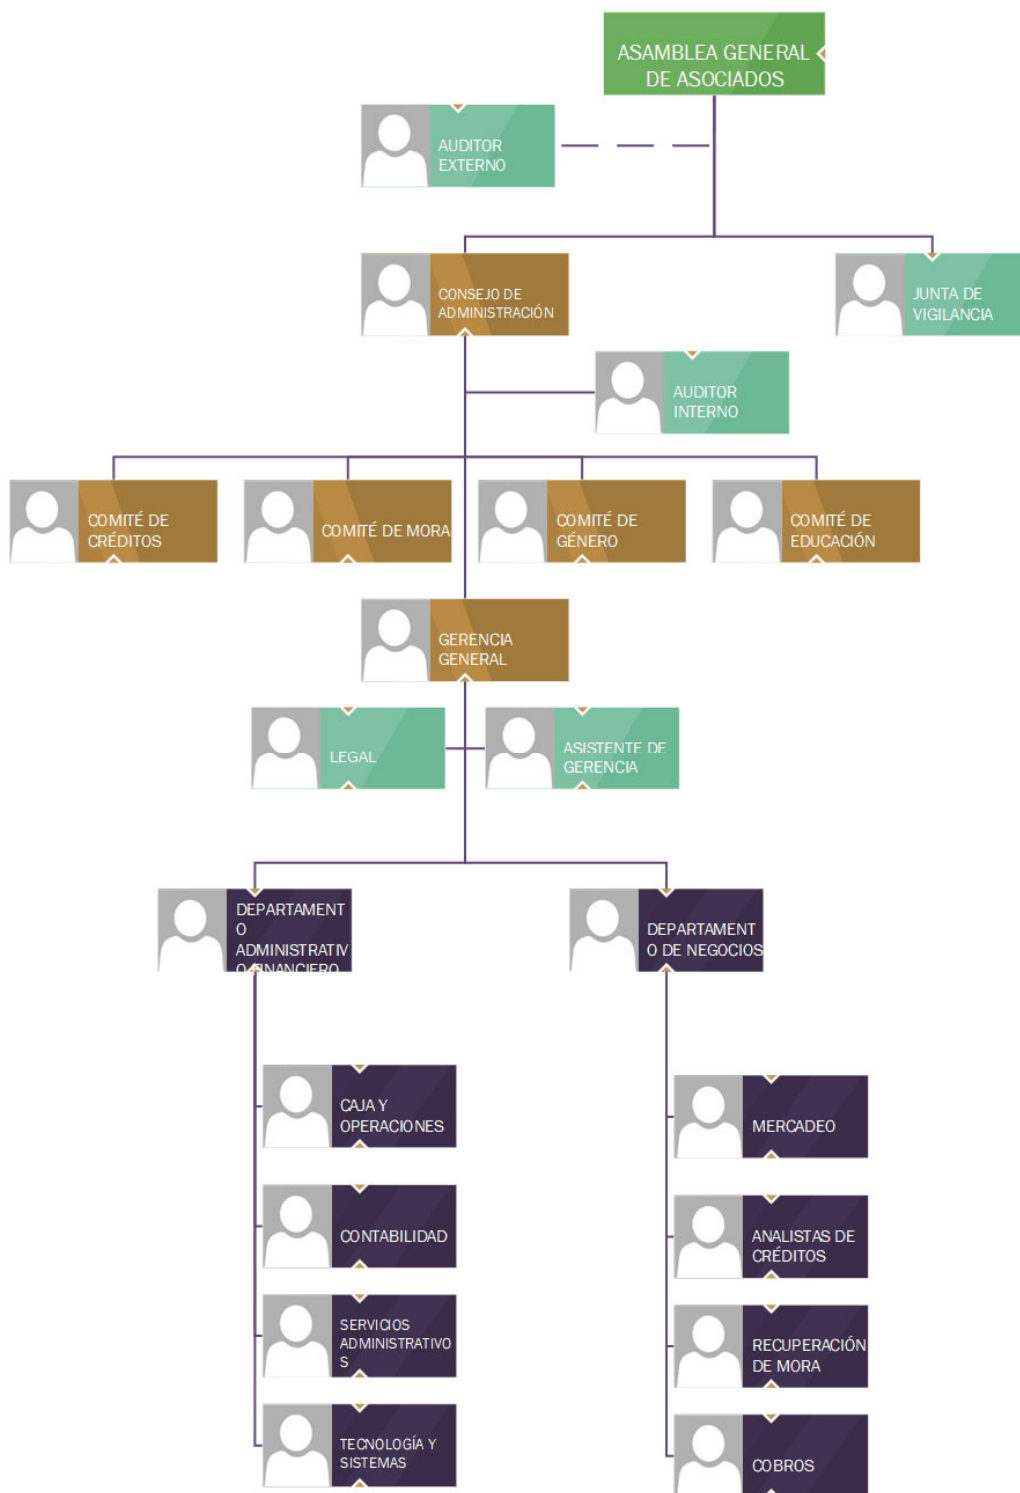 ASAMBLEA GENERAL
DE ASOCIADOS
AUDITOR
EXTERNO
CONSEJO DE
ADMINISTRACIÓN
JUNTA DE
VIGILANCIA
AUDITOR
INTERNO
COMITÉ DE
CRÉDITOS
COMITÉ DE MORA
COMITÉ DE
GÉNERO
COMITÉ DE
EDUCACIÓN
GERENCIA
GENERAL
LEGAL
ASISTENTE DE
GERENCIA
DEPARTAMENT
O
ADMINISTRATIV
O FINANCIERO
DEPARTAMENT
O DE NEGOCIOS
CAJA Y
OPERACIONES
MERCADEO
CONTABILIDAD
ANALISTAS DE
CRÉDITOS
SERVICIOS
ADMINISTRATIVO
S
RECUPERACIÓN
DE MORA
TECNOLOGÍA Y
SISTEMAS
COBROS